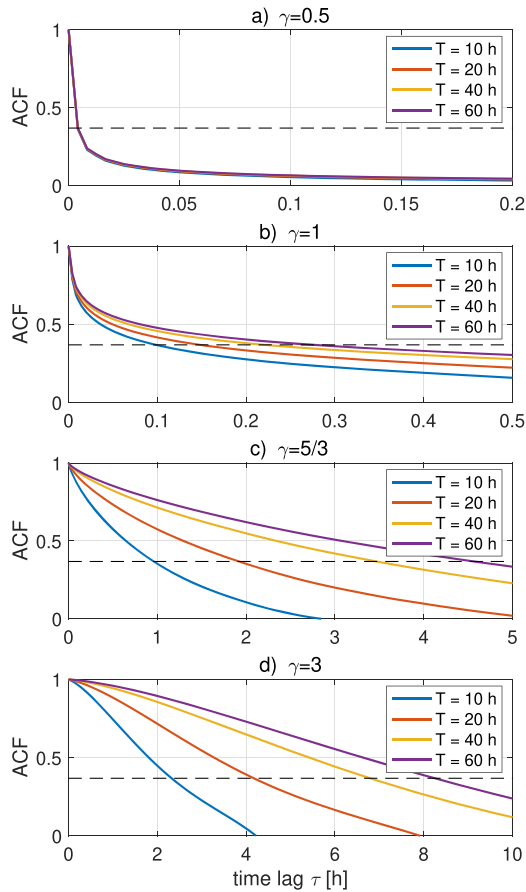 a) γ=0.5
ACF
1
0.5
0
T = 10 h
T = 20 h
T = 40 h
T = 60 h
0 0.05 0.1 0.15 0.2
b) γ=1
ACF
1
0.5
0
T = 10 h
T = 20 h
T = 40 h
T = 60 h
0 0.1 0.2 0.3 0.4 0.5
c) γ=5/3
ACF
1
0.5
0
T = 10 h
T = 20 h
T = 40 h
T = 60 h
0 1 2 3 4 5
d) γ=3
ACF
1
0.5
0
T = 10 h
T = 20 h
T = 40 h
T = 60 h
0 2 4 6 8 10
time lag τ [h]